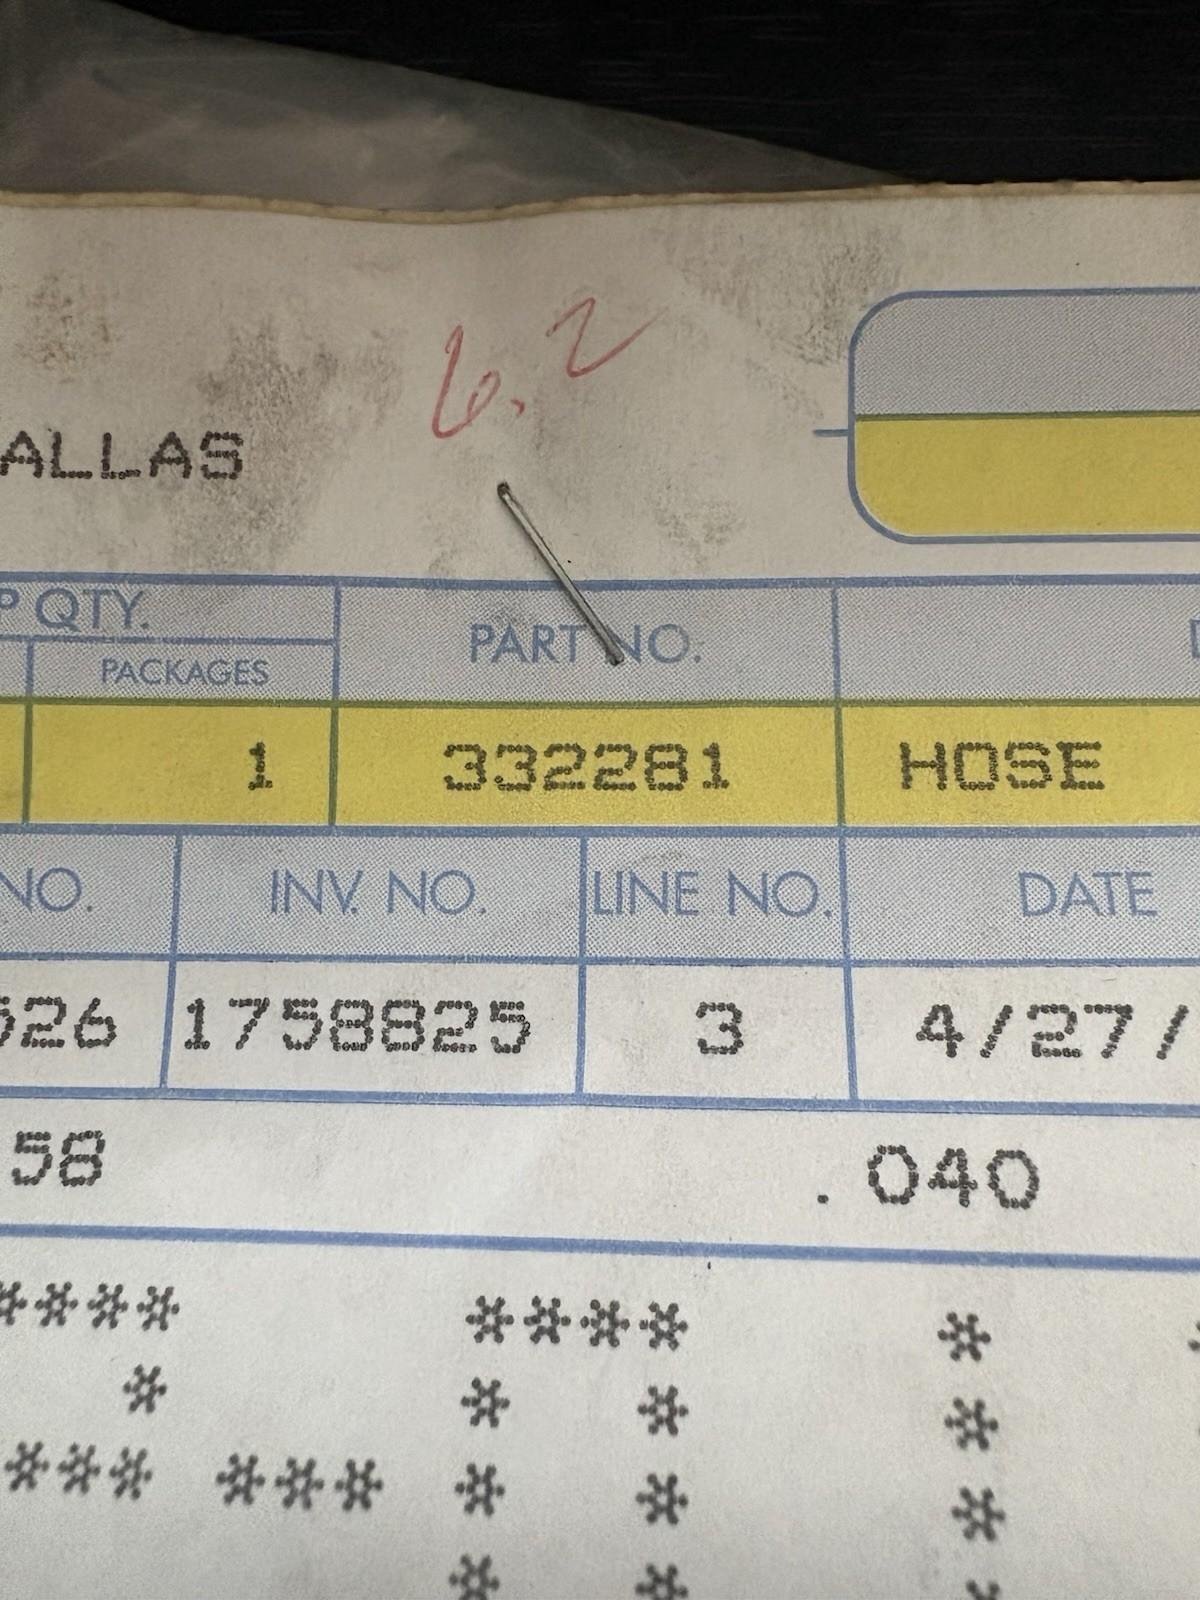 6.2
ALLAS
P QTY.
PACKAGES
PART NO.
1
332281
HOSE
NO.
INV. NO.
LINE NO.
DATE
526
1758825
3
4/27/
58
.040
**** **** *
* * * *
*** *** * * *
* * *